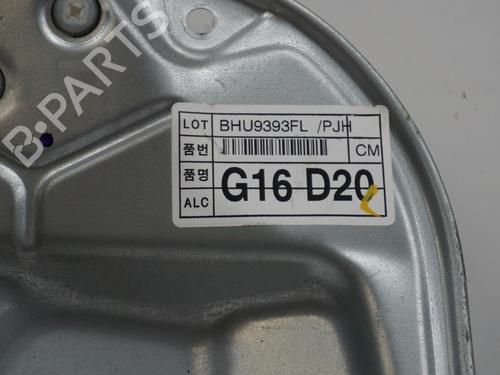 B-PARTS
LOT BHU9393FL /PJH
품번 CM
품명
ALC G16 D20